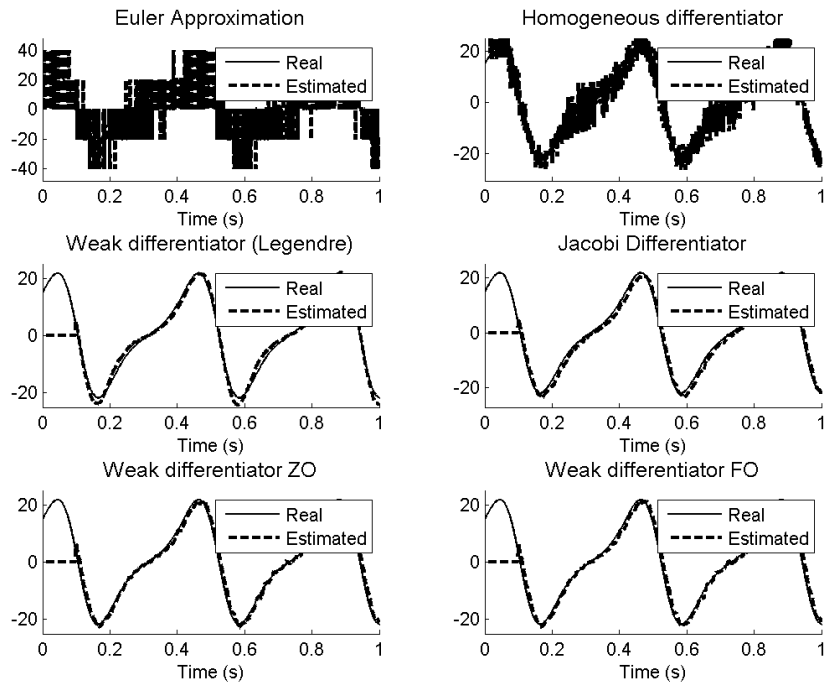 Euler Approximation
40
20
0
-20
-40
Real
Estimated
0 0.2 0.4 0.6 0.8 1
Time (s)
Homogeneous differentiator
20
0
-20
Real
Estimated
0 0.2 0.4 0.6 0.8 1
Time (s)
Weak differentiator (Legendre)
20
0
-20
Real
Estimated
0 0.2 0.4 0.6 0.8 1
Time (s)
Jacobi Differentiator
20
0
-20
Real
Estimated
0 0.2 0.4 0.6 0.8 1
Time (s)
Weak differentiator ZO
20
0
-20
Real
Estimated
0 0.2 0.4 0.6 0.8 1
Time (s)
Weak differentiator FO
20
0
-20
Real
Estimated
0 0.2 0.4 0.6 0.8 1
Time (s)